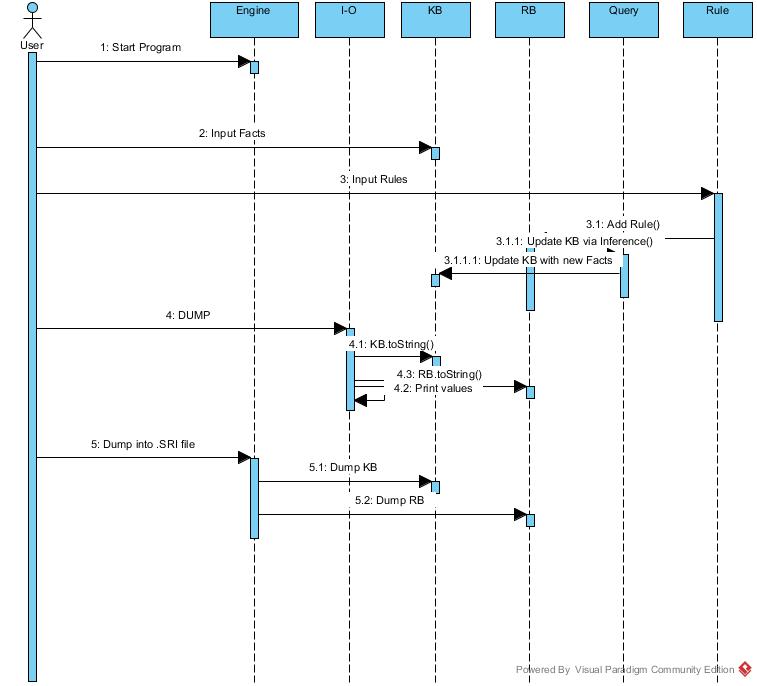 Engine
I-O
KB
RB
Query
Rule
User
1: Start Program
2: Input Facts
3: Input Rules
3.1: Add Rule()
3.1.1: Update KB via Inference()
3.1.1.1: Update KB with new Facts
4: DUMP
4.1: KB.toString()
4.3: RB.toString()
4.2: Print values
5: Dump into .SRI file
5.1: Dump KB
5.2: Dump RB
Powered By Visual Paradigm Community Edition